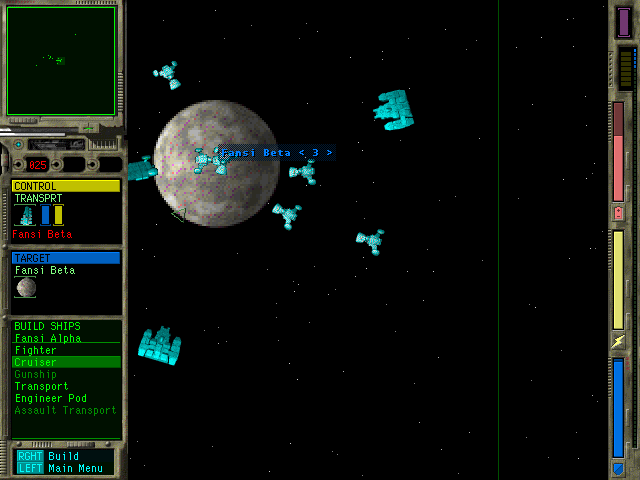 Fansi Beta < 3 >
025
CONTROL
TRANSPRT
Fansi Beta
TARGET
Fansi Beta
BUILD SHIPS
Fansi Alpha
Fighter
Cruiser
Gunship
Transport
Engineer Pod
Assault Transport
RGHT Build
LEFT Main Menu